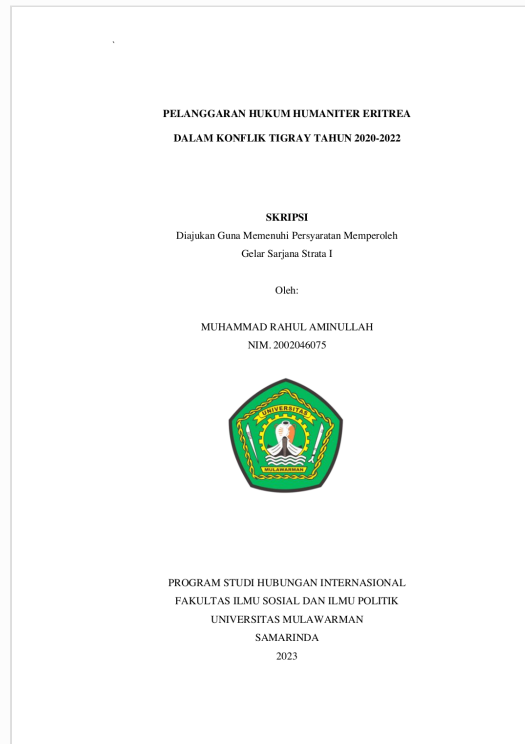 PELANGGARAN HUKUM HUMANITER ERITREA
DALAM KONFLIK TIGRAY TAHUN 2020-2022
SKRIPSI
Diajukan Guna Memenuhi Persyaratan Memperoleh
Gelar Sarjana Strata I
Oleh:
MUHAMMAD RAHUL AMINULLAH
NIM. 2002046075
UNIVERSITAS
MULAWARMAN
PROGRAM STUDI HUBUNGAN INTERNASIONAL
FAKULTAS ILMU SOSIAL DAN ILMU POLITIK
UNIVERSITAS MULAWARMAN
SAMARINDA
2023